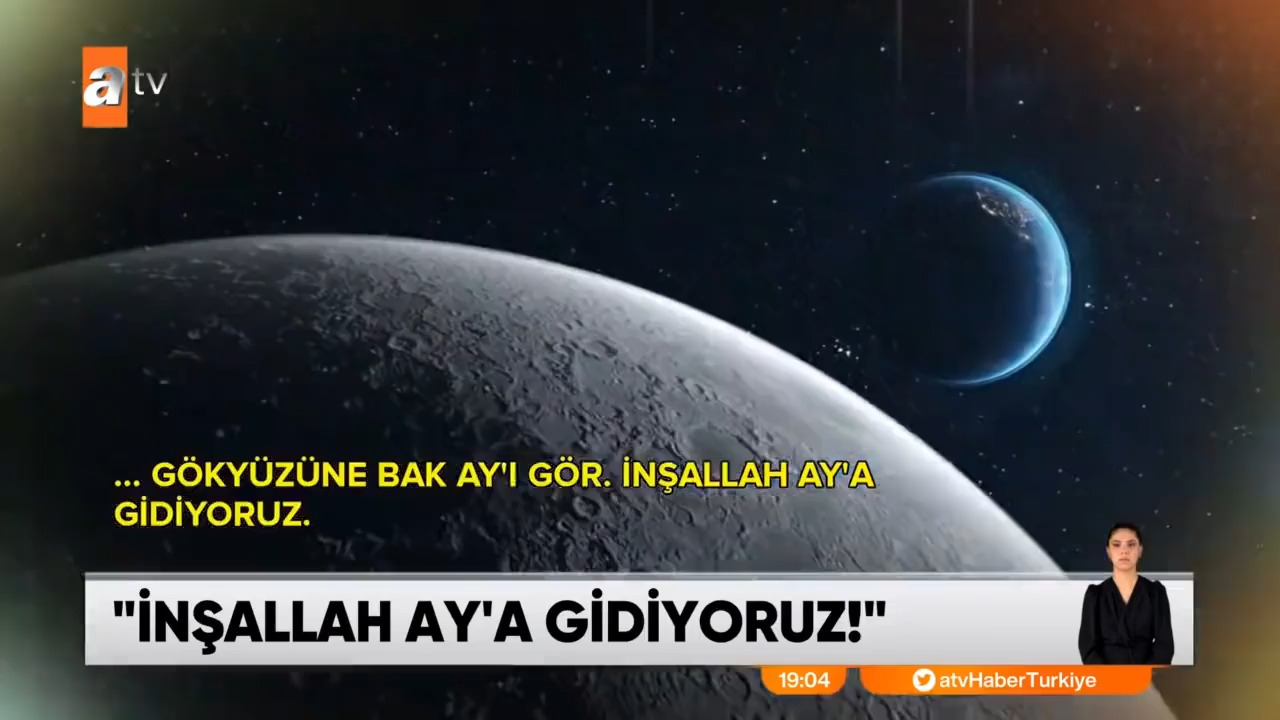 atv
... GÖKYÜZÜNE BAK AY'I GÖR. İNŞALLAH AY'A
GİDİYORUZ.
"İNŞALLAH AY'A GİDİYORUZ!"
19:04
atvHaberTurkiye